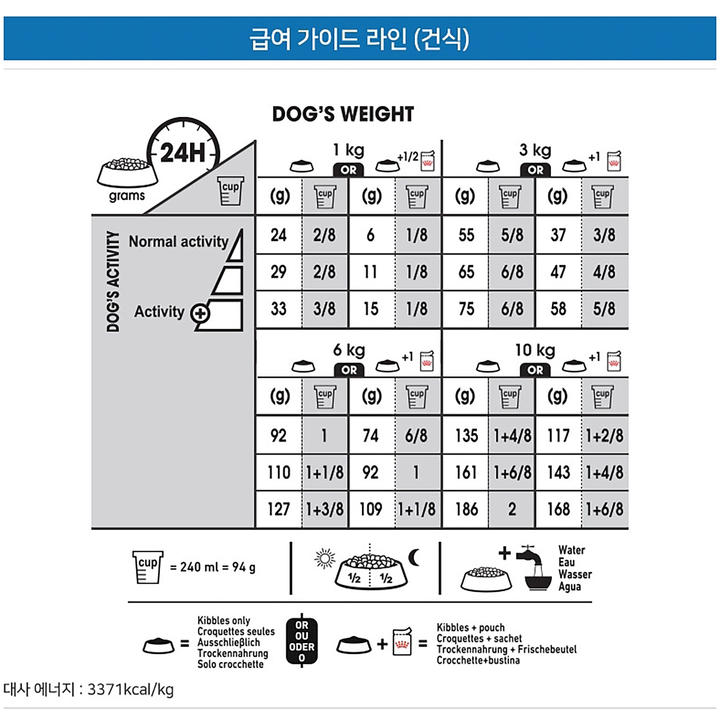 급여 가이드 라인 (건식)
DOG'S WEIGHT
24H
grams
cup
1 kg
OR
+1/2
3 kg
OR
+1
(g) cup (g) cup (g) cup (g) cup
DOG'S ACTIVITY
Normal activity
Activity +
24 2/8 6 1/8 55 5/8 37 3/8
29 2/8 11 1/8 65 6/8 47 4/8
33 3/8 15 1/8 75 6/8 58 5/8
6 kg
OR
+1
10 kg
OR
+1
(g) cup (g) cup (g) cup (g) cup
92 1 74 6/8 135 1+4/8 117 1+2/8
110 1+1/8 92 1 161 1+6/8 143 1+4/8
127 1+3/8 109 1+1/8 186 2 168 1+6/8
cup = 240 ml = 94 g
1/2 1/2
+
Water
Eau
Wasser
Agua
=
Kibbles only
Croquettes seules
Ausschließlich
Trockennahrung
Solo crocchette
OR
OU
ODER
O
+ =
Kibbles + pouch
Croquettes + sachet
Trockennahrung + Frischebeutel
Crocchette+bustina
대사 에너지 : 3371kcal/kg